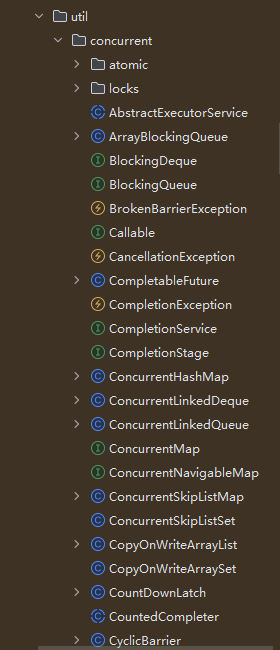 util
concurrent
atomic
locks
AbstractExecutorService
ArrayBlockingQueue
BlockingDeque
BlockingQueue
BrokenBarrierException
Callable
CancellationException
CompletableFuture
CompletionException
CompletionService
CompletionStage
ConcurrentHashMap
ConcurrentLinkedDeque
ConcurrentLinkedQueue
ConcurrentMap
ConcurrentNavigableMap
ConcurrentSkipListMap
ConcurrentSkipListSet
CopyOnWriteArrayList
CopyOnWriteArraySet
CountDownLatch
CountedCompleter
CyclicBarrier